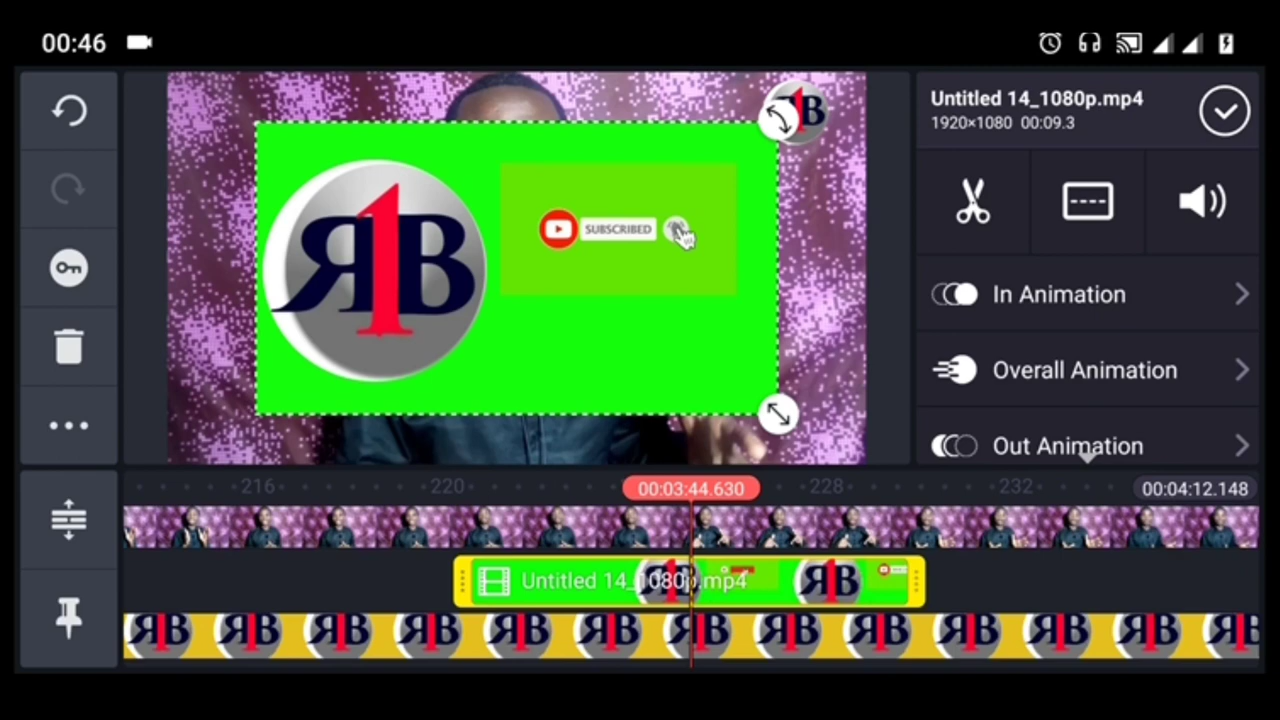 00:46
Untitled 14_1080p.mp4
1920×1080 00:09.3
SUBSCRIBED
In Animation
Overall Animation
Out Animation
216
220
00:03:44.630
228
232
00:04:12.148
Untitled 14_1080p.mp4